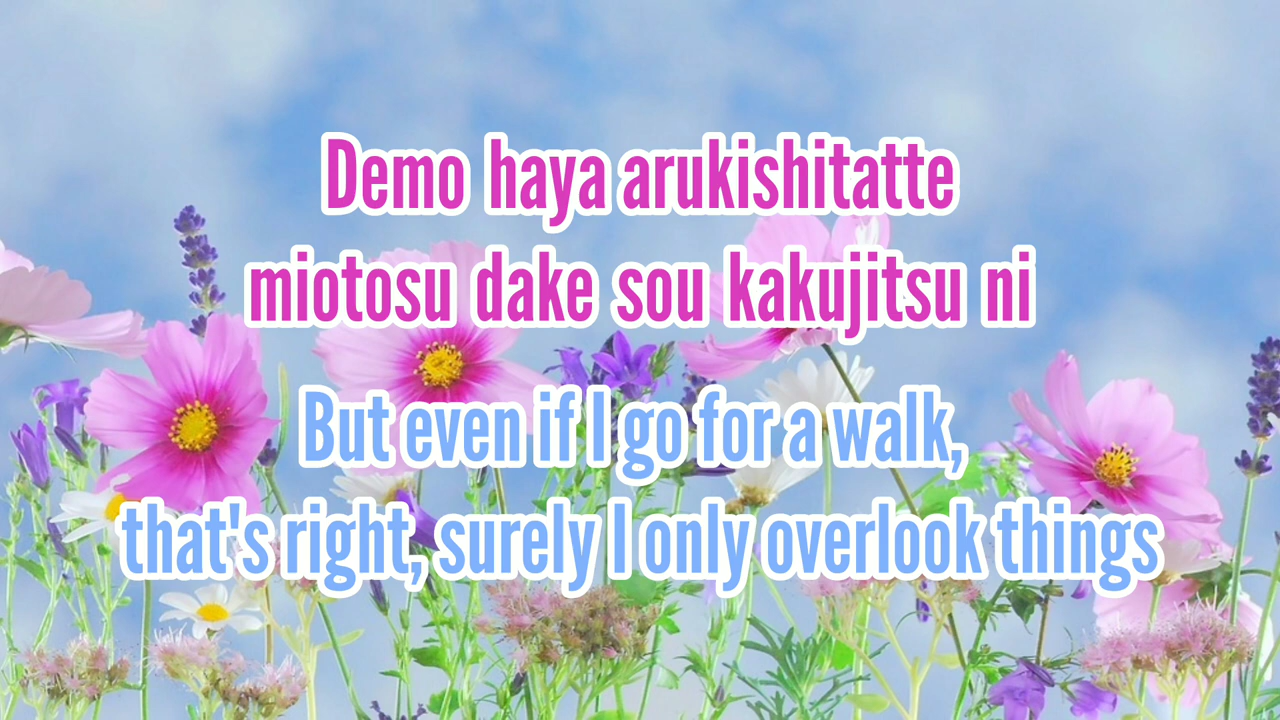 Demo haya arukishitatte
miotosu dake sou kakujitsu ni
But even if I go for a walk,
that's right, surely I only overlook things